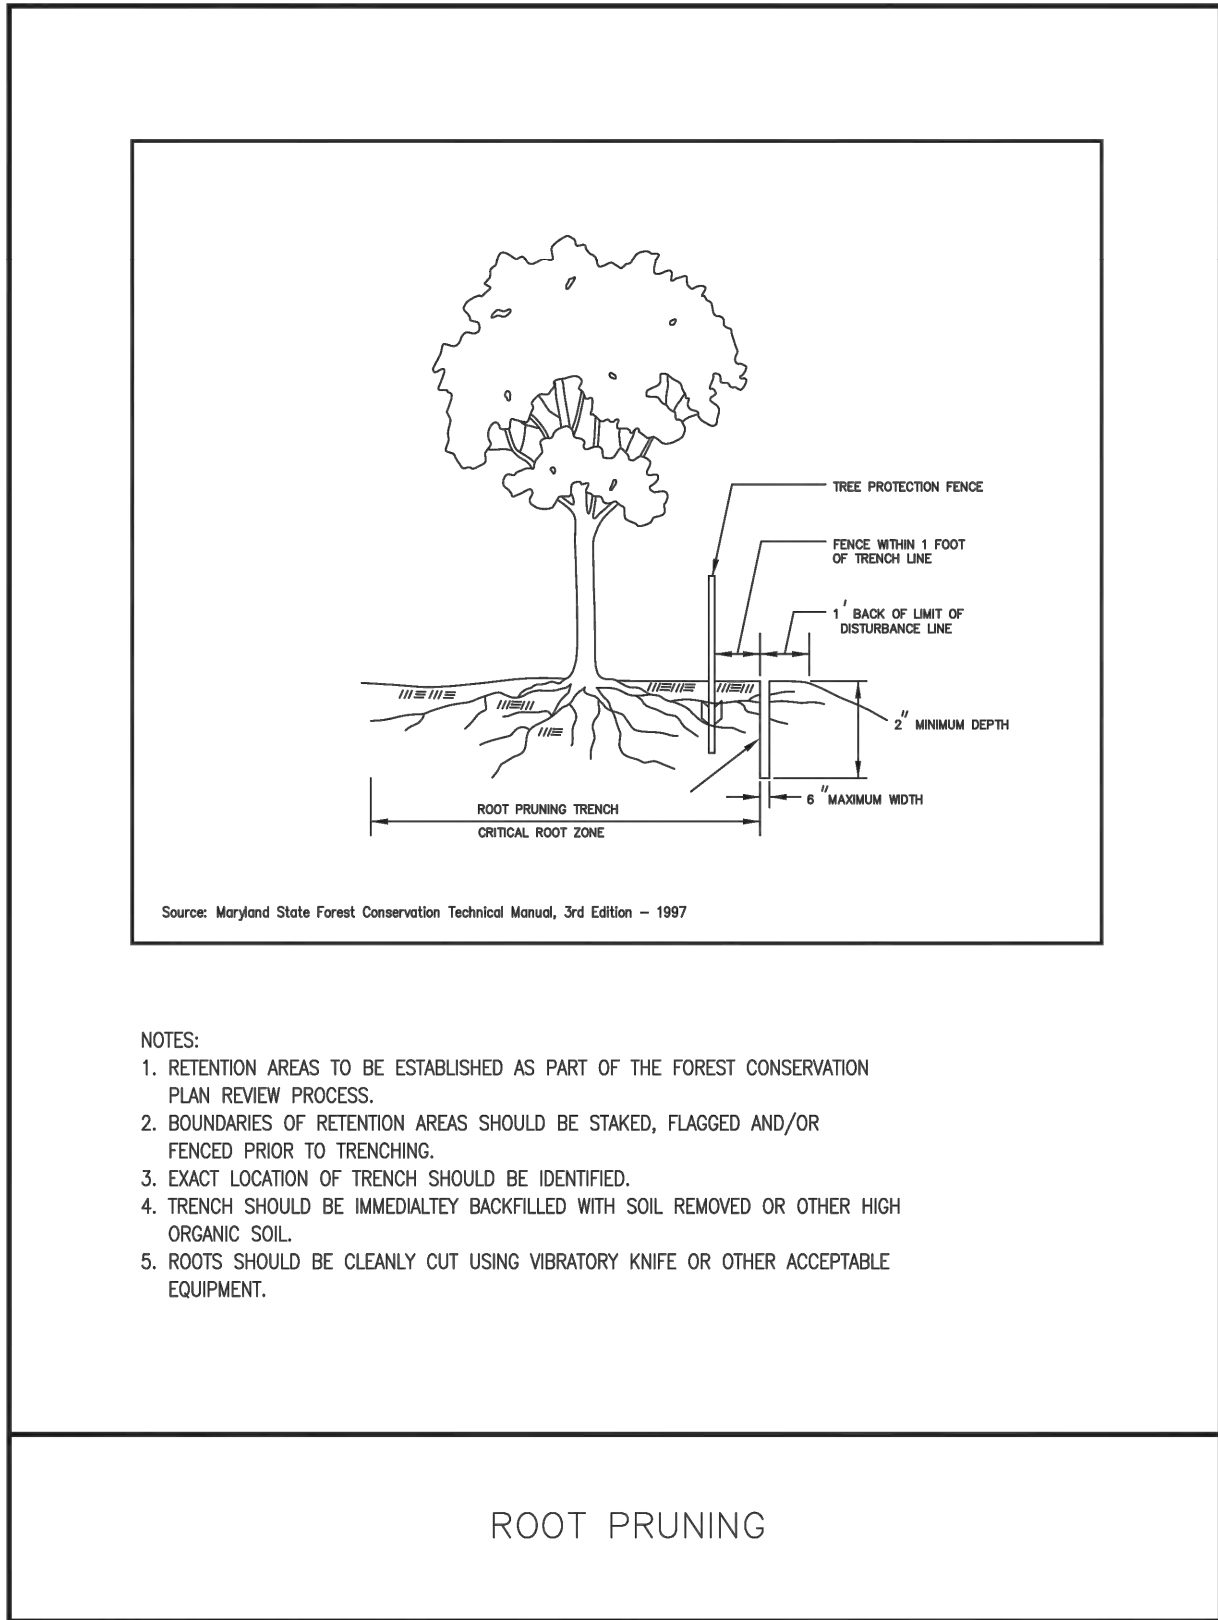 TREE PROTECTION FENCE
FENCE WITHIN 1 FOOT
OF TRENCH LINE
1' BACK OF LIMIT OF
DISTURBANCE LINE
2" MINIMUM DEPTH
6 "MAXIMUM WIDTH
ROOT PRUNING TRENCH
CRITICAL ROOT ZONE
Source: Maryland State Forest Conservation Technical Manual, 3rd Edition – 1997
NOTES:
1. RETENTION AREAS TO BE ESTABLISHED AS PART OF THE FOREST CONSERVATION
PLAN REVIEW PROCESS.
2. BOUNDARIES OF RETENTION AREAS SHOULD BE STAKED, FLAGGED AND/OR
FENCED PRIOR TO TRENCHING.
3. EXACT LOCATION OF TRENCH SHOULD BE IDENTIFIED.
4. TRENCH SHOULD BE IMMEDIALTEY BACKFILLED WITH SOIL REMOVED OR OTHER HIGH
ORGANIC SOIL.
5. ROOTS SHOULD BE CLEANLY CUT USING VIBRATORY KNIFE OR OTHER ACCEPTABLE
EQUIPMENT.
ROOT PRUNING